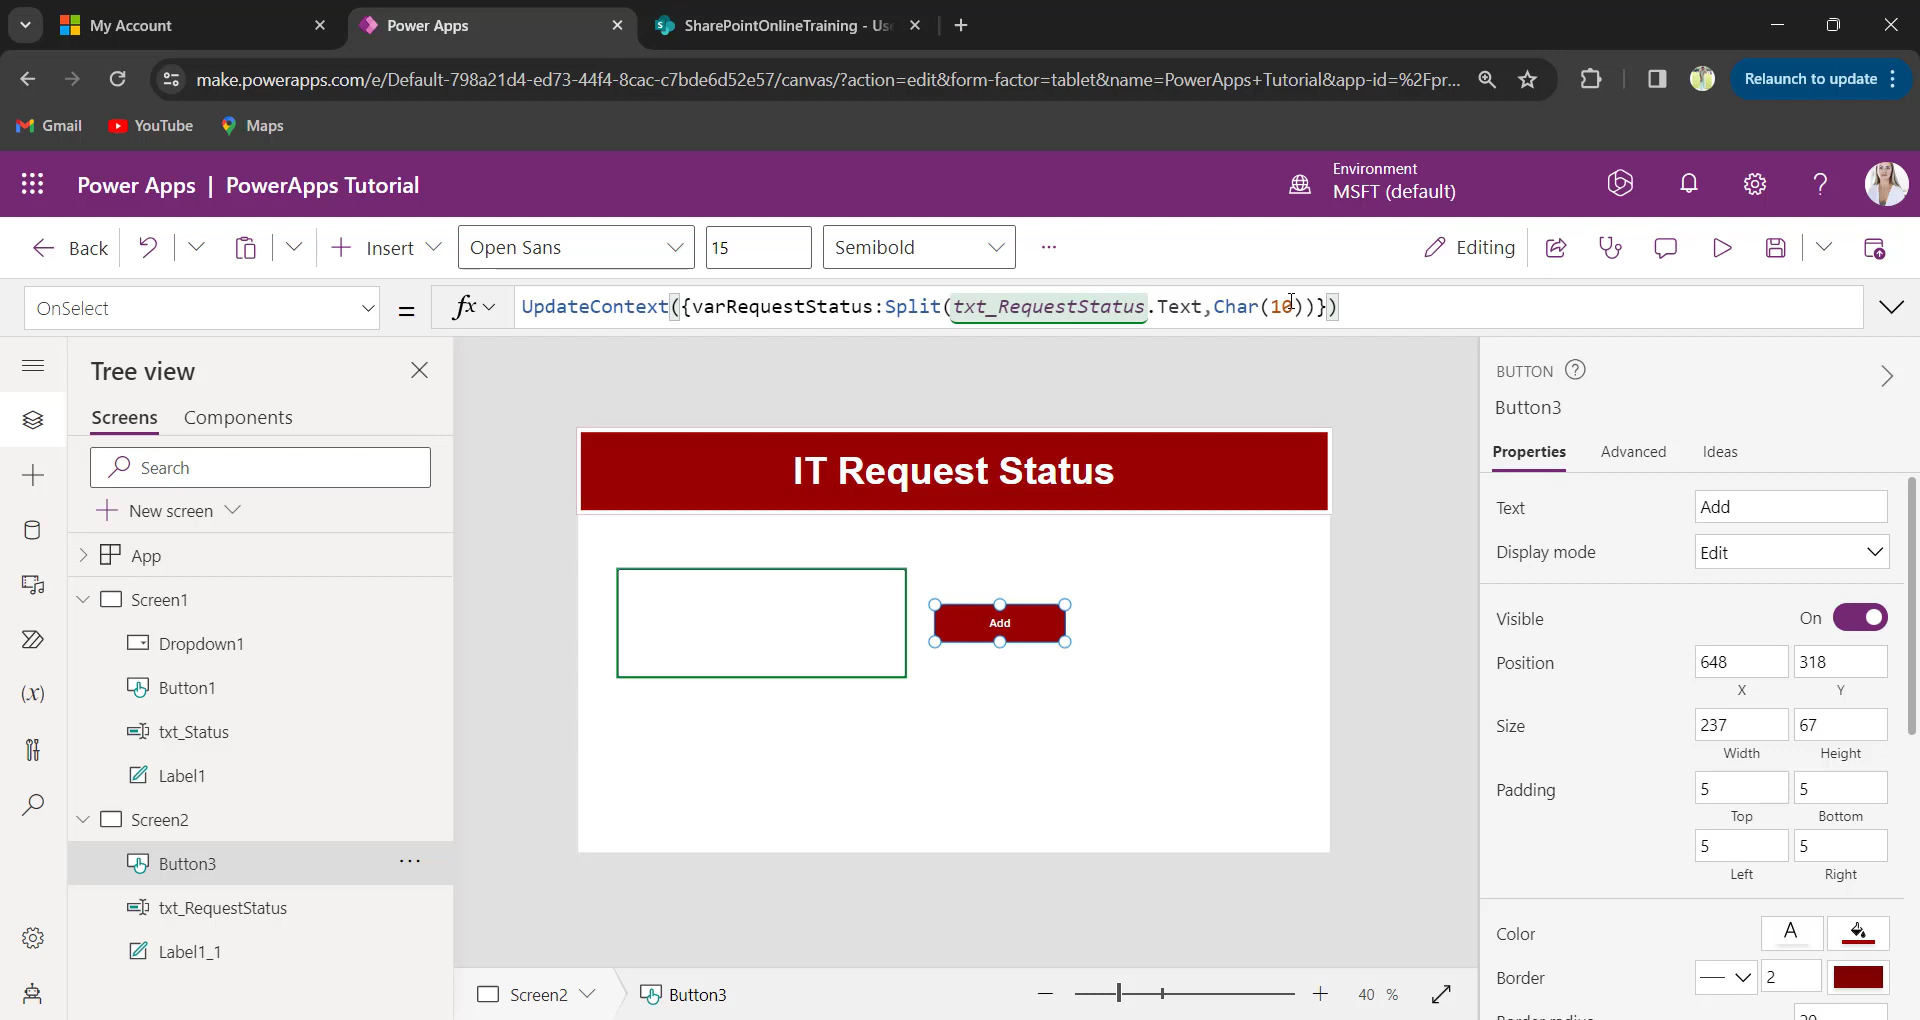 My Account
Power Apps
SharePointOnlineTraining - Us
make.powerapps.com/e/Default-798a21d4-ed73-44f4-8cac-c7bde6d52e57/canvas/?action=edit&form-factor=tablet&name=PowerApps+Tutorial&app-id=%2Fpr...
Relaunch to update
Gmail
YouTube
Maps
Power Apps | PowerApps Tutorial
Environment
MSFT (default)
Back
Insert
Open Sans
15
Semibold
Editing
OnSelect
=
fx
UpdateContext({varRequestStatus:Split(txt_RequestStatus.Text,Char(10))})
Tree view
Screens
Components
Search
New screen
App
Screen1
Dropdown1
Button1
txt_Status
Label1
Screen2
Button3
txt_RequestStatus
Label1_1
IT Request Status
Add
Screen2
Button3
40 %
BUTTON
Button3
Properties
Advanced
Ideas
Text
Add
Display mode
Edit
Visible
On
Position
648
318
X
Y
Size
237
67
Width
Height
Padding
5
5
Top
Bottom
5
5
Left
Right
Color
A
Border
2